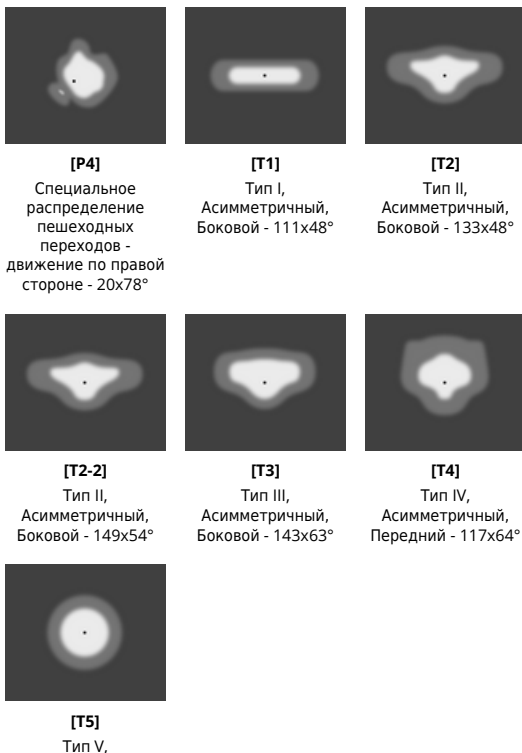 [P4]
Специальное
распределение
пешеходных
переходов -
движение по правой
стороне - 20x78°
[T1]
Тип I,
Асимметричный,
Боковой - 111x48°
[T2]
Тип II,
Асимметричный,
Боковой - 133x48°
[T2-2]
Тип II,
Асимметричный,
Боковой - 149x54°
[T3]
Тип III,
Асимметричный,
Боковой - 143x63°
[T4]
Тип IV,
Асимметричный,
Передний - 117x64°
[T5]
Тип V,